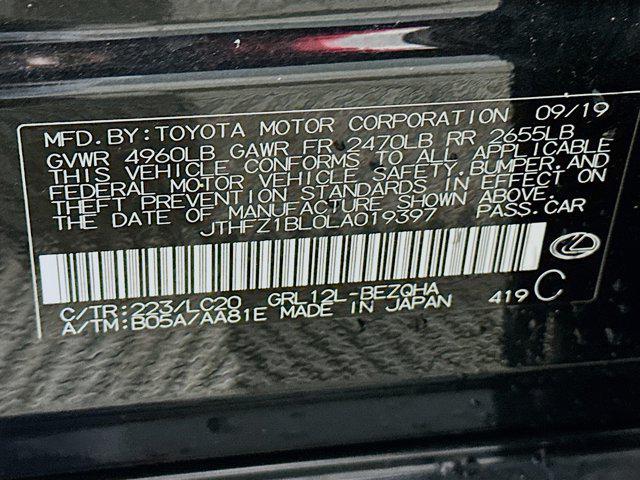 MFD. BY: TOYOTA MOTOR CORPORATION 09/19
GVWR 4960LB GAWR FR 2470LB RR 2655LB
THIS VEHICLE CONFORMS TO ALL APPLICABLE
FEDERAL MOTOR VEHICLE SAFETY, BUMPER, AND
THEFT PREVENTION STANDARDS IN EFFECT ON
THE DATE OF MANUFACTURE SHOWN ABOVE.
JTHFZ1BL0LA019397 PASS. CAR
C/TR: 223/LC20 GRL12L-BEZQHA
A/TM: B05A/AA81E MADE IN JAPAN 419 C